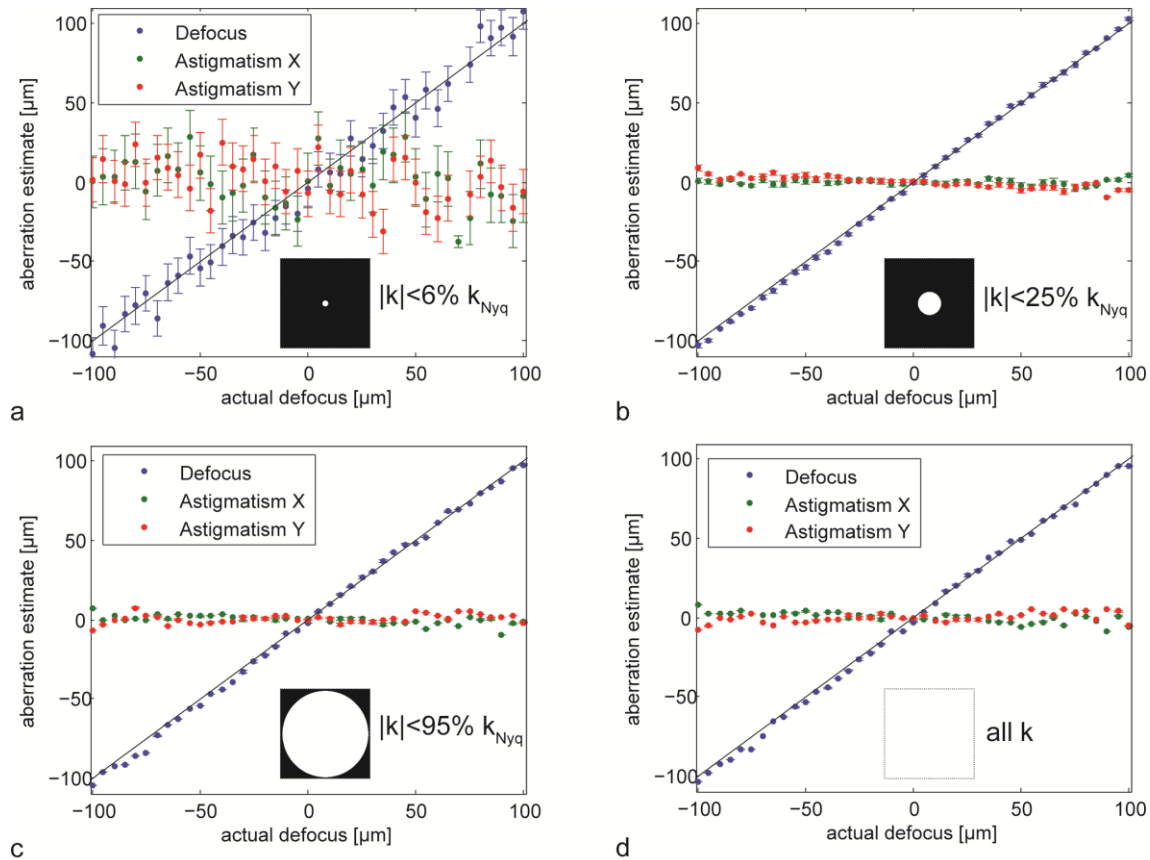 100
50
0
−50
−100
aberration estimate [µm]
Defocus
Astigmatism X
Astigmatism Y
|k|<6% kNyq
−100 −50 0 50 100
actual defocus [µm]
a
100
50
0
−50
−100
aberration estimate [µm]
|k|<25% kNyq
−100 −50 0 50 100
actual defocus [µm]
b
100
50
0
−50
−100
aberration estimate [µm]
Defocus
Astigmatism X
Astigmatism Y
|k|<95% kNyq
−100 −50 0 50 100
actual defocus [µm]
c
100
50
0
−50
−100
aberration estimate [µm]
Defocus
Astigmatism X
Astigmatism Y
all k
−100 −50 0 50 100
actual defocus [µm]
d